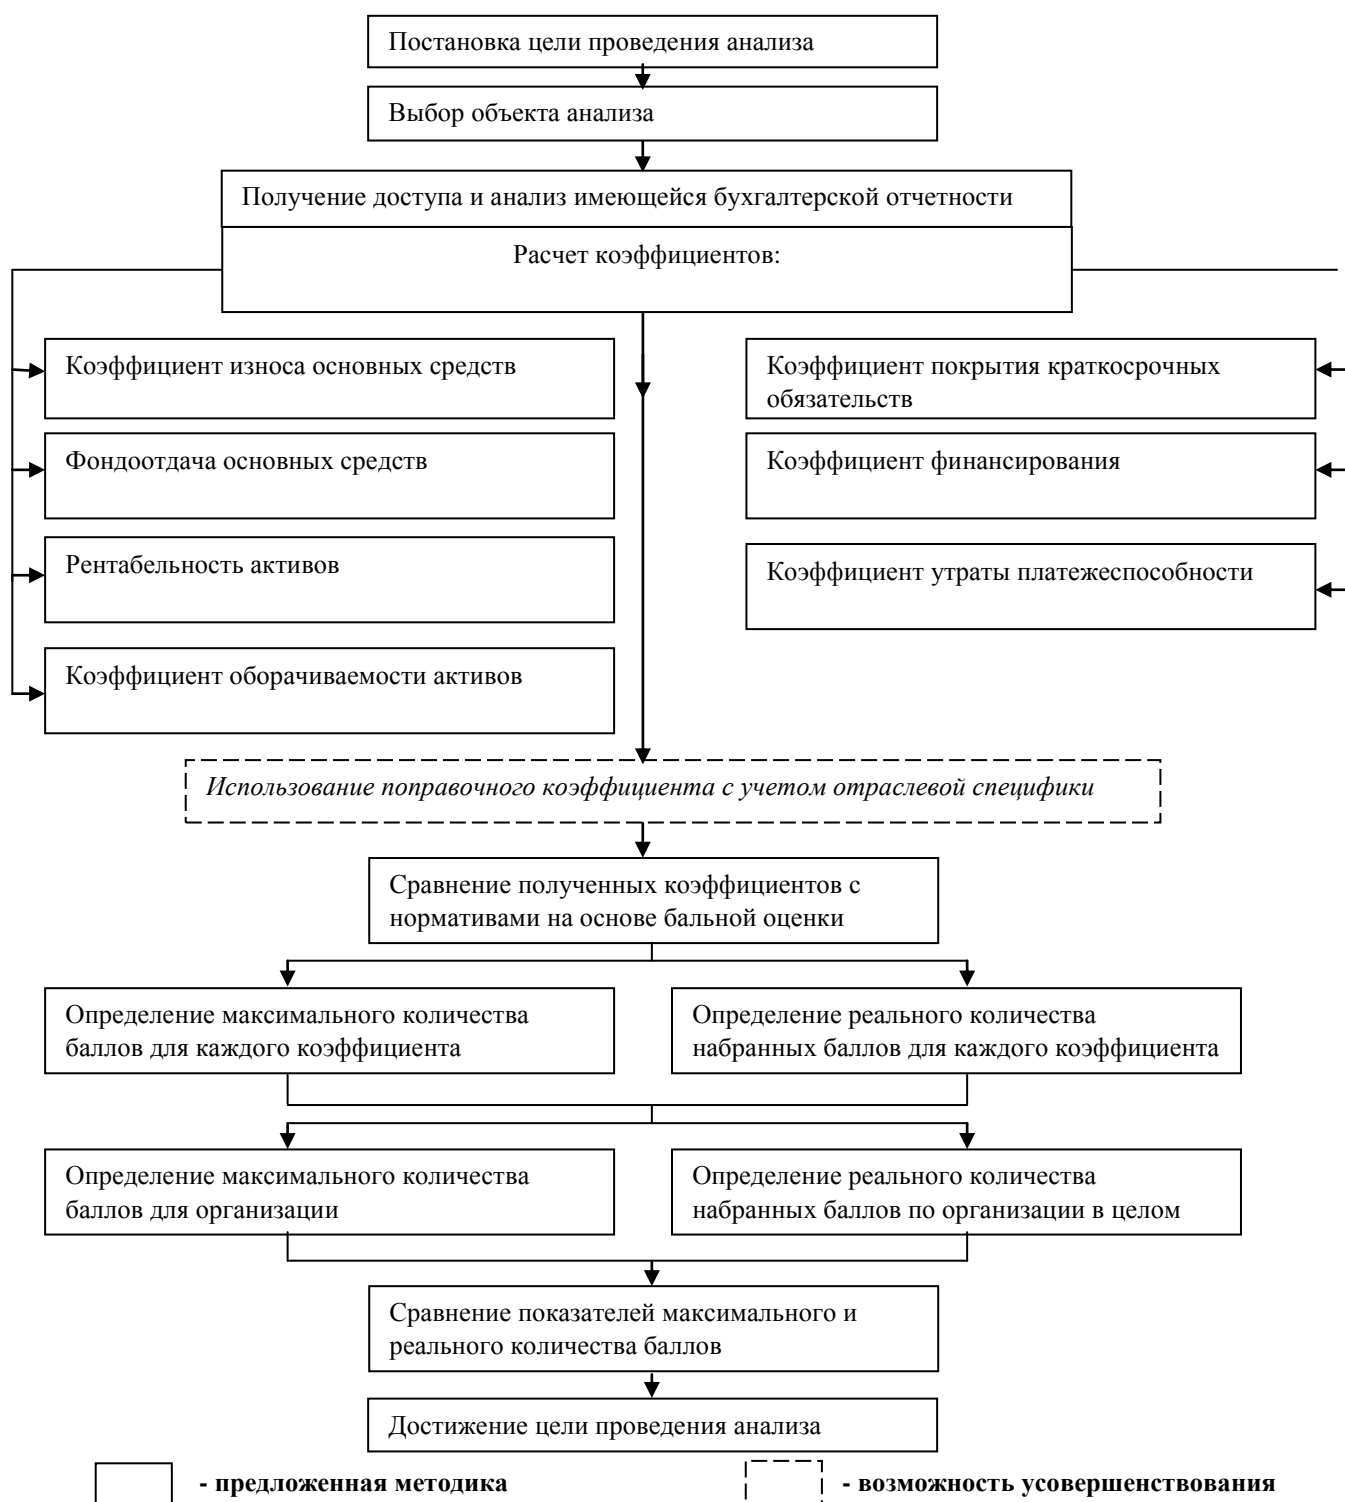 Постановка цели проведения анализа
Выбор объекта анализа
Получение доступа и анализ имеющейся бухгалтерской отчетности
Расчет коэффициентов:
Коэффициент износа основных средств
Фондоотдача основных средств
Рентабельность активов
Коэффициент оборачиваемости активов
Коэффициент покрытия краткосрочных
обязательств
Коэффициент финансирования
Коэффициент утраты платежеспособности
Использование поправочного коэффициента с учетом отраслевой специфики
Сравнение полученных коэффициентов с
нормативами на основе бальной оценки
Определение максимального количества
баллов для каждого коэффициента
Определение реального количества
набранных баллов для каждого коэффициента
Определение максимального количества
баллов для организации
Определение реального количества
набранных баллов по организации в целом
Сравнение показателей максимального и
реального количества баллов
Достижение цели проведения анализа
- предложенная методика
- возможность усовершенствования